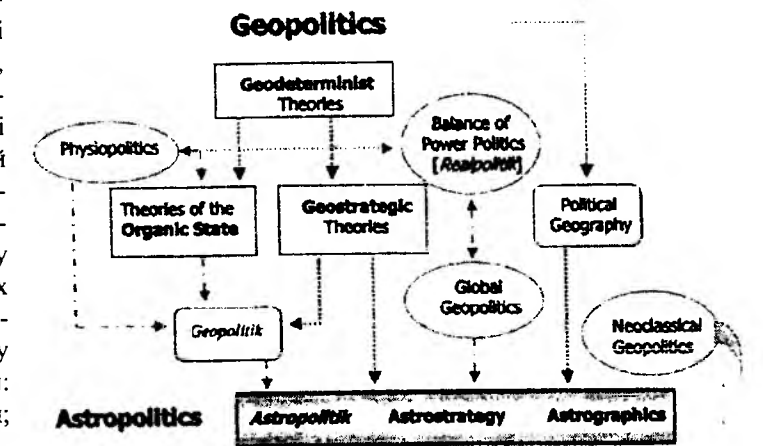 Geopolitics
Geodeterminist
Theories
Balance of
Power Politics
[Realpolitik]
Physiopolitics
Theories of the
Organic State
Geostrategic
Theories
Political
Geography
Global
Geopolitics
Geopolitik
Neoclassical
Geopolitics
Astropolitics
Astropolitik Astrostrategy Astrographics